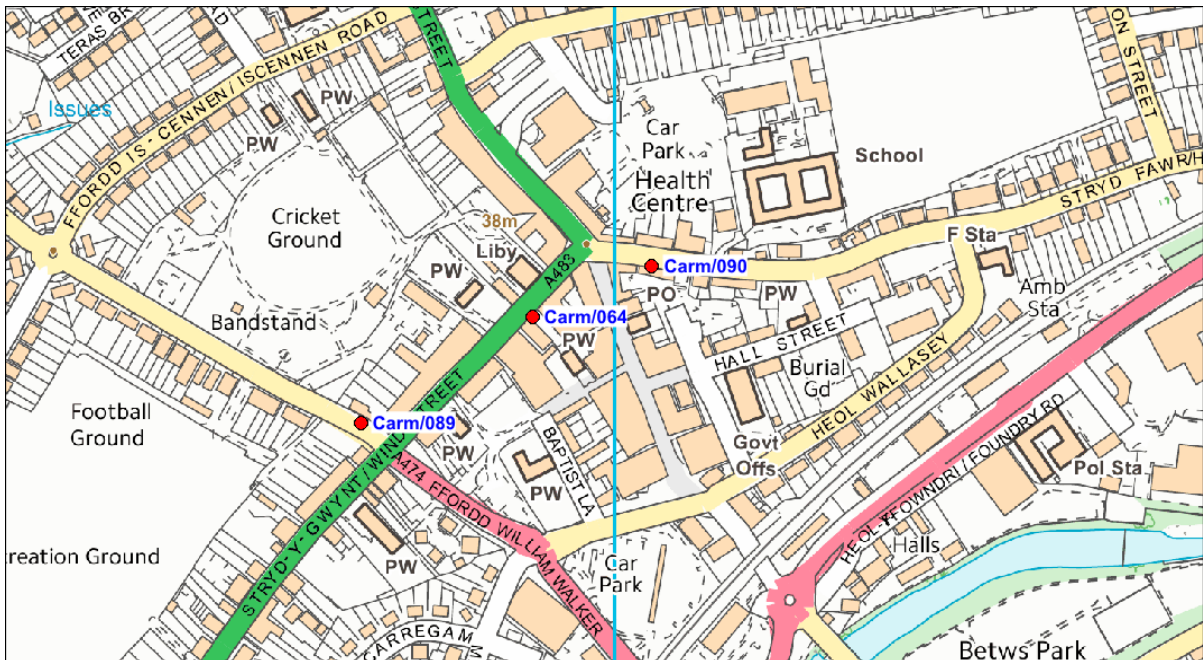 TERAS BR
FFORDD IS-CENNEN / ISCENNEN ROAD
STREET
ON STREET
Issues
PW
PW
Car
Park
Health
Centre
School
STRYD FAWR/H
Cricket
Ground
38m
Liby
A483
F Sta
Carm/090
PW
PO
PW
Amb
Sta
Bandstand
Carm/064
PW
HALL STREET
Burial
Gd
HEOL WALLASEY
Football
Ground
Carm/089
STRYD-Y-GWYNT / WIND STREET
PW
BAPTIST LA
Govt
Offs
A474 FFORDD WILLIAM WALKER
PW
HEOL-Y-FFOWNDRI / FOUNDRY RD
Pol Sta
reation Ground
PW
Car
Park
Halls
CARREGAM
Betws Park